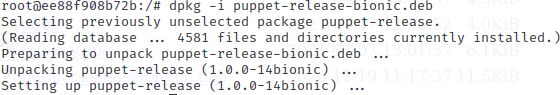 root@ee88f908b72b:/# dpkg -i puppet-release-bionic.deb
Selecting previously unselected package puppet-release.
(Reading database ... 4581 files and directories currently installed.)
Preparing to unpack puppet-release-bionic.deb ...
Unpacking puppet-release (1.0.0-14bionic) ...
Setting up puppet-release (1.0.0-14bionic) ...